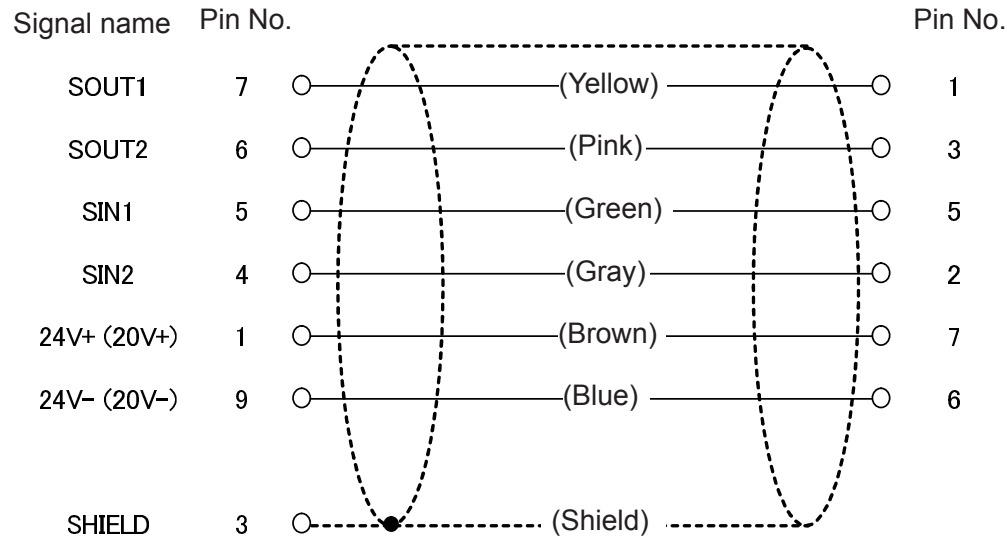 Signal name Pin No. Pin No.
SOUT1 7 (Yellow) 1
SOUT2 6 (Pink) 3
SIN1 5 (Green) 5
SIN2 4 (Gray) 2
24V+ (20V+) 1 (Brown) 7
24V- (20V-) 9 (Blue) 6
SHIELD 3 (Shield)